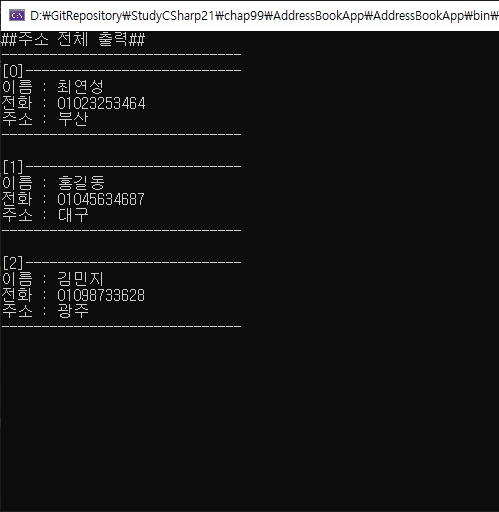 D:\GitRepository\StudyCSharp21\chap99\AddressBookApp\AddressBookApp\bin\
##주소 전체 출력##
------------------------------
[0]---------------------------
이름 : 최연성
전화 : 01023253464
주소 : 부산
------------------------------
[1]---------------------------
이름 : 홍길동
전화 : 01045634687
주소 : 대구
------------------------------
[2]---------------------------
이름 : 김민지
전화 : 01098733628
주소 : 광주
------------------------------